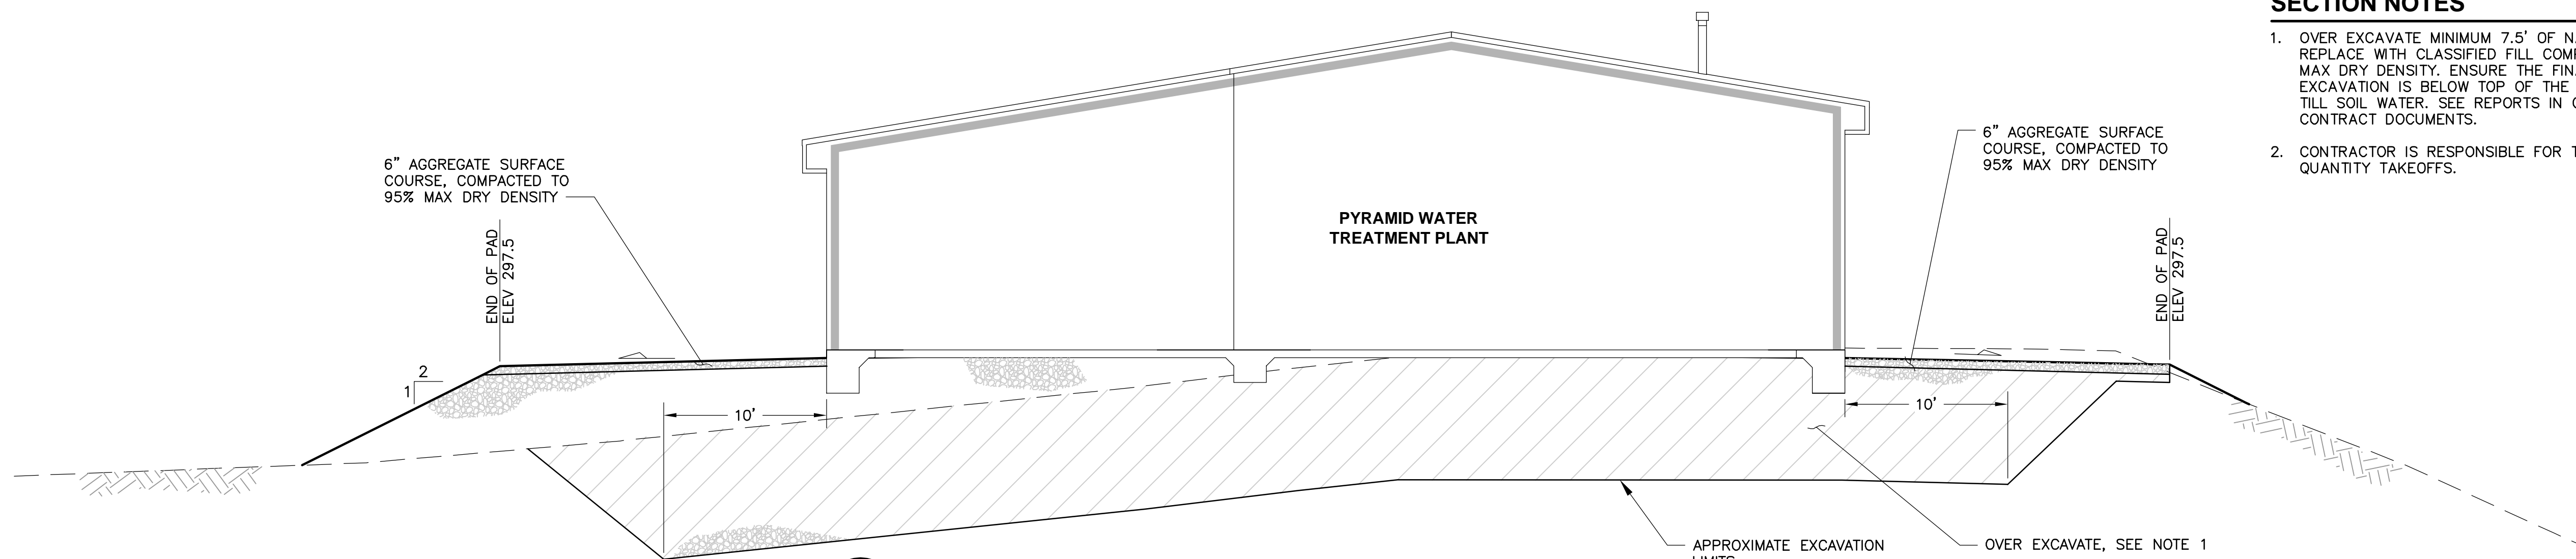 SECTION NOTES
1. OVER EXCAVATE MINIMUM 7.5' OF
REPLACE WITH CLASSIFIED FILL
MAX DRY DENSITY. ENSURE THE
EXCAVATION IS BELOW TOP OF THE
TILL SOIL WATER. SEE REPORTS IN
CONTRACT DOCUMENTS.
2. CONTRACTOR IS RESPONSIBLE FOR
QUANTITY TAKEOFFS.
6" AGGREGATE SURFACE
COURSE, COMPACTED TO
95% MAX DRY DENSITY
6" AGGREGATE SURFACE
COURSE, COMPACTED TO
95% MAX DRY DENSITY
PYRAMID WATER
TREATMENT PLANT
END OF PAD
ELEV 297.5
END OF PAD
ELEV 297.5
2
1
10'
10'
APPROXIMATE EXCAVATION
LIMITS
OVER EXCAVATE, SEE NOTE 1